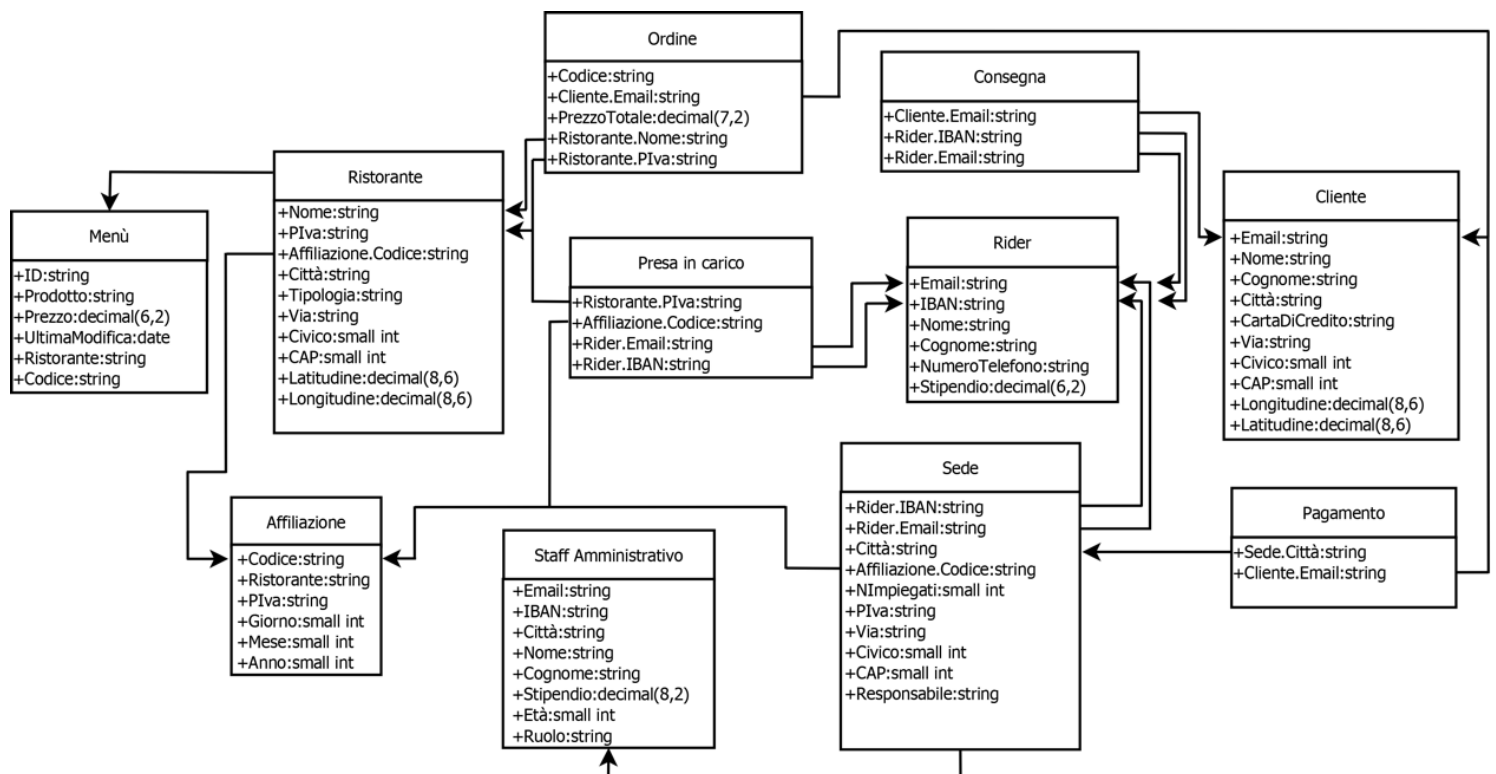 Ordine
+Codice:string
+Cliente.Email:string
+PrezzoTotale:decimal(7,2)
+Ristorante.Nome:string
+Ristorante.PIva:string
Consegna
+Cliente.Email:string
+Rider.IBAN:string
+Rider.Email:string
Ristorante
+Nome:string
+PIva:string
+Affiliazione.Codice:string
+Città:string
+Tipologia:string
+Via:string
+Civico:small int
+CAP:small int
+Latitudine:decimal(8,6)
+Longitudine:decimal(8,6)
Cliente
+Email:string
+Nome:string
+Cognome:string
+Città:string
+CartaDiCredito:string
+Via:string
+Civico:small int
+CAP:small int
+Longitudine:decimal(8,6)
+Latitudine:decimal(8,6)
Menù
+ID:string
+Prodotto:string
+Prezzo:decimal(6,2)
+UltimaModifica:date
+Ristorante:string
+Codice:string
Presa in carico
+Ristorante.PIva:string
+Affiliazione.Codice:string
+Rider.Email:string
+Rider.IBAN:string
Rider
+Email:string
+IBAN:string
+Nome:string
+Cognome:string
+NumeroTelefono:string
+Stipendio:decimal(6,2)
Affiliazione
+Codice:string
+Ristorante:string
+PIva:string
+Giorno:small int
+Mese:small int
+Anno:small int
Staff Amministrativo
+Email:string
+IBAN:string
+Città:string
+Nome:string
+Cognome:string
+Stipendio:decimal(8,2)
+Età:small int
+Ruolo:string
Sede
+Rider.IBAN:string
+Rider.Email:string
+Città:string
+Affiliazione.Codice:string
+NImpiegati:small int
+PIva:string
+Via:string
+Civico:small int
+CAP:small int
+Responsabile:string
Pagamento
+Sede.Città:string
+Cliente.Email:string